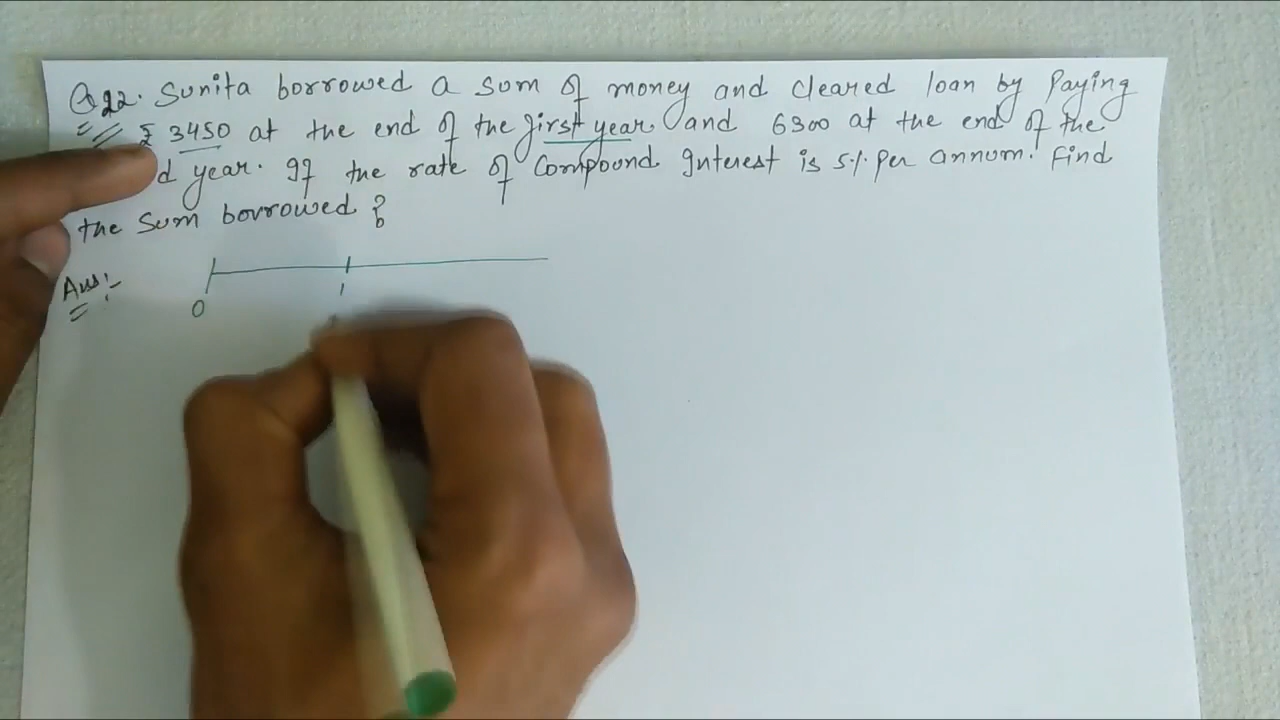 Q22. Sunita borrowed a sum of money and cleared loan by Paying
₹ 3450 at the end of the first year and 6300 at the end of the
d year. If the rate of Compound Interest is 5% per annum. Find
the Sum borrowed ?
Ans:-
0 1